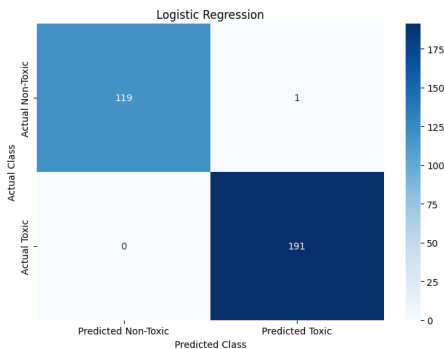 Logistic Regression
Actual Class
Actual Non-Toxic
119
1
Actual Toxic
0
191
Predicted Non-Toxic
Predicted Toxic
Predicted Class
175
150
125
100
75
50
25
0